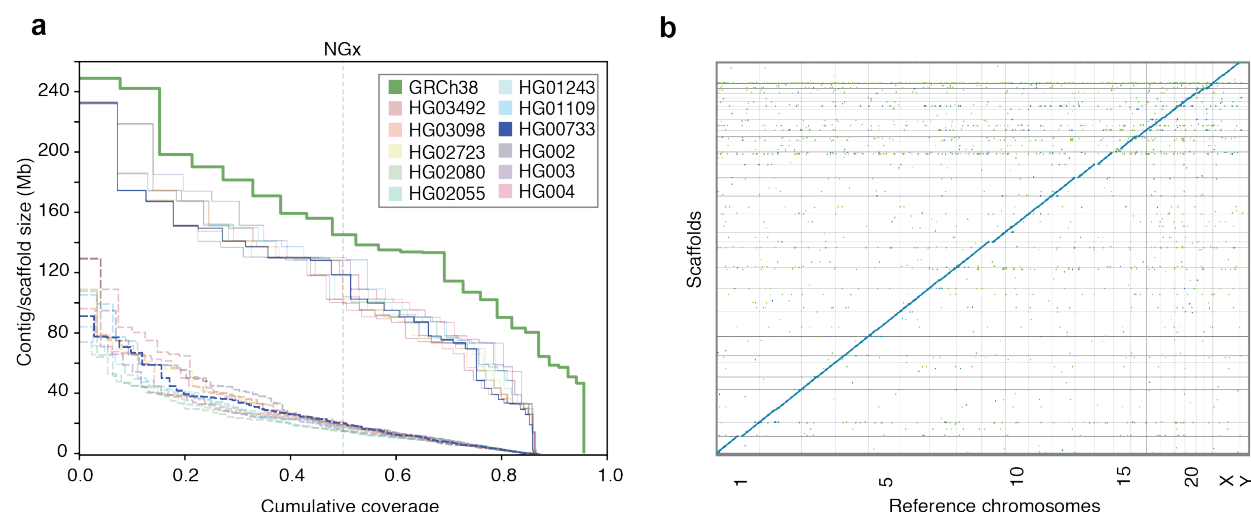 a
NGx
Contig/scaffold size (Mb)
240
200
160
120
80
40
0
0.0 0.2 0.4 0.6 0.8 1.0
Cumulative coverage
GRCh38
HG03492
HG03098
HG02723
HG02080
HG02055
HG01243
HG01109
HG00733
HG002
HG003
HG004
b
Scaffolds
1 5 10 15 20 X Y
Reference chromosomes